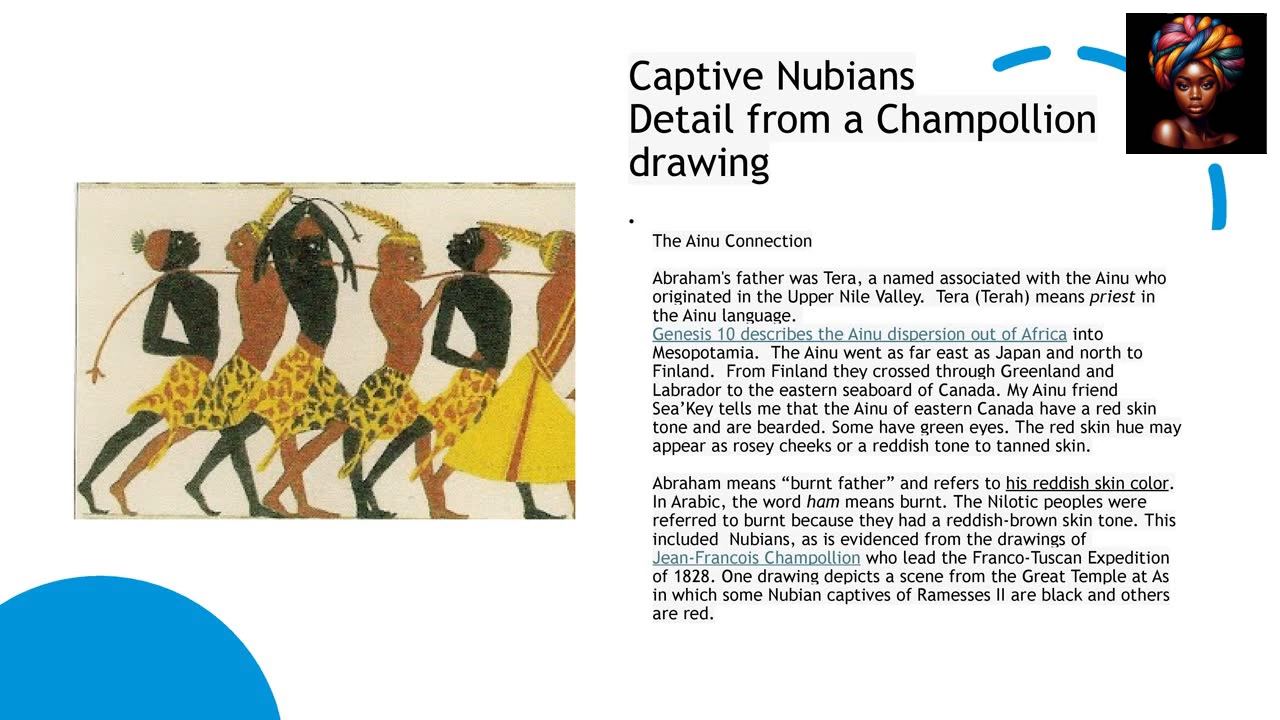 Captive Nubians
Detail from a Champollion
drawing
•
The Ainu Connection
Abraham's father was Tera, a named associated with the Ainu who
originated in the Upper Nile Valley.  Tera (Terah) means priest in
the Ainu language.
Genesis 10 describes the Ainu dispersion out of Africa into
Mesopotamia.  The Ainu went as far east as Japan and north to
Finland.  From Finland they crossed through Greenland and
Labrador to the eastern seaboard of Canada. My Ainu friend
Sea’Key tells me that the Ainu of eastern Canada have a red skin
tone and are bearded. Some have green eyes. The red skin hue may
appear as rosey cheeks or a reddish tone to tanned skin.
Abraham means “burnt father” and refers to his reddish skin color.
In Arabic, the word ham means burnt. The Nilotic peoples were
referred to burnt because they had a reddish-brown skin tone. This
included  Nubians, as is evidenced from the drawings of
Jean-Francois Champollion who lead the Franco-Tuscan Expedition
of 1828. One drawing depicts a scene from the Great Temple at As
in which some Nubian captives of Ramesses II are black and others
are red.